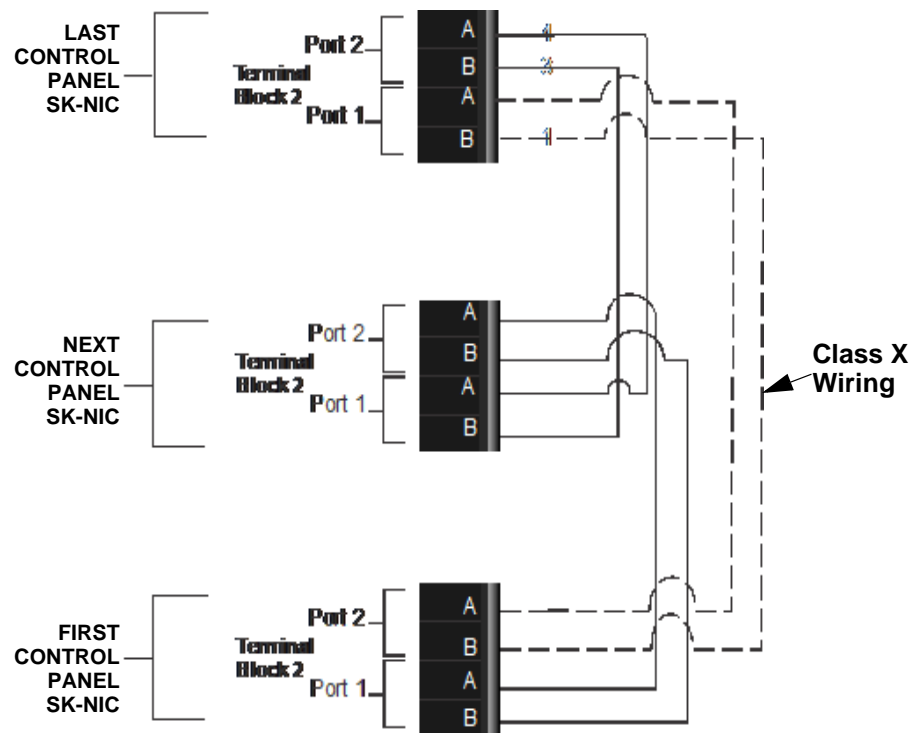 LAST
CONTROL
PANEL
SK-NIC
Port 2
Terminal
Block 2
Port 1
A
B
A
B
NEXT
CONTROL
PANEL
SK-NIC
Port 2
Terminal
Block 2
Port 1
A
B
A
B
Class X
Wiring
FIRST
CONTROL
PANEL
SK-NIC
Port 2
Terminal
Block 2
Port 1
A
B
A
B